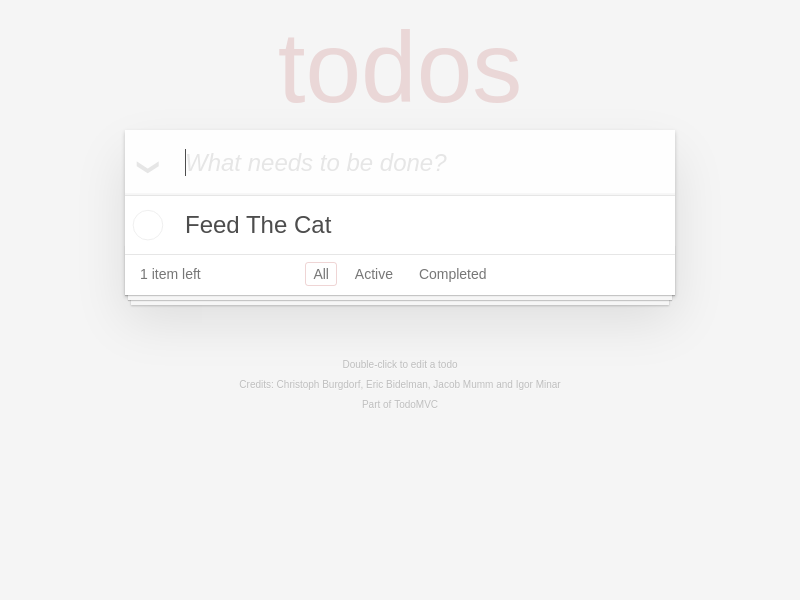 todos
What needs to be done?
Feed The Cat
1 item left All Active Completed
Double-click to edit a todo
Credits: Christoph Burgdorf, Eric Bidelman, Jacob Mumm and Igor Minar
Part of TodoMVC